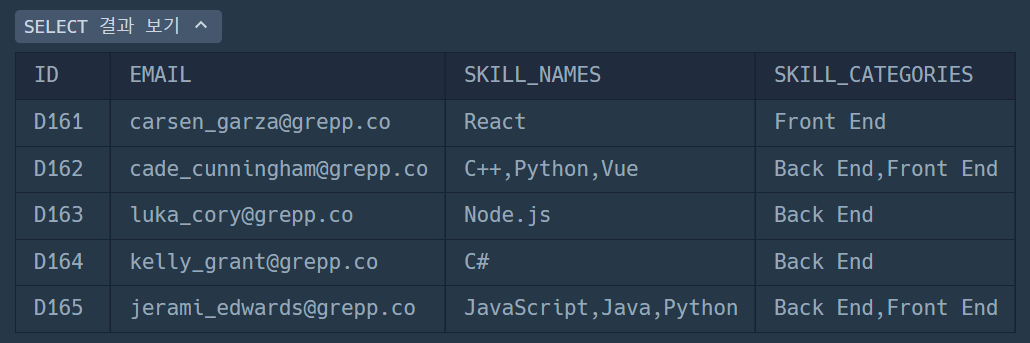 SELECT 결과 보기
ID EMAIL SKILL_NAMES SKILL_CATEGORIES
D161 carsen_garza@grepp.co React Front End
D162 cade_cunningham@grepp.co C++,Python,Vue Back End,Front End
D163 luka_cory@grepp.co Node.js Back End
D164 kelly_grant@grepp.co C# Back End
D165 jerami_edwards@grepp.co JavaScript,Java,Python Back End,Front End